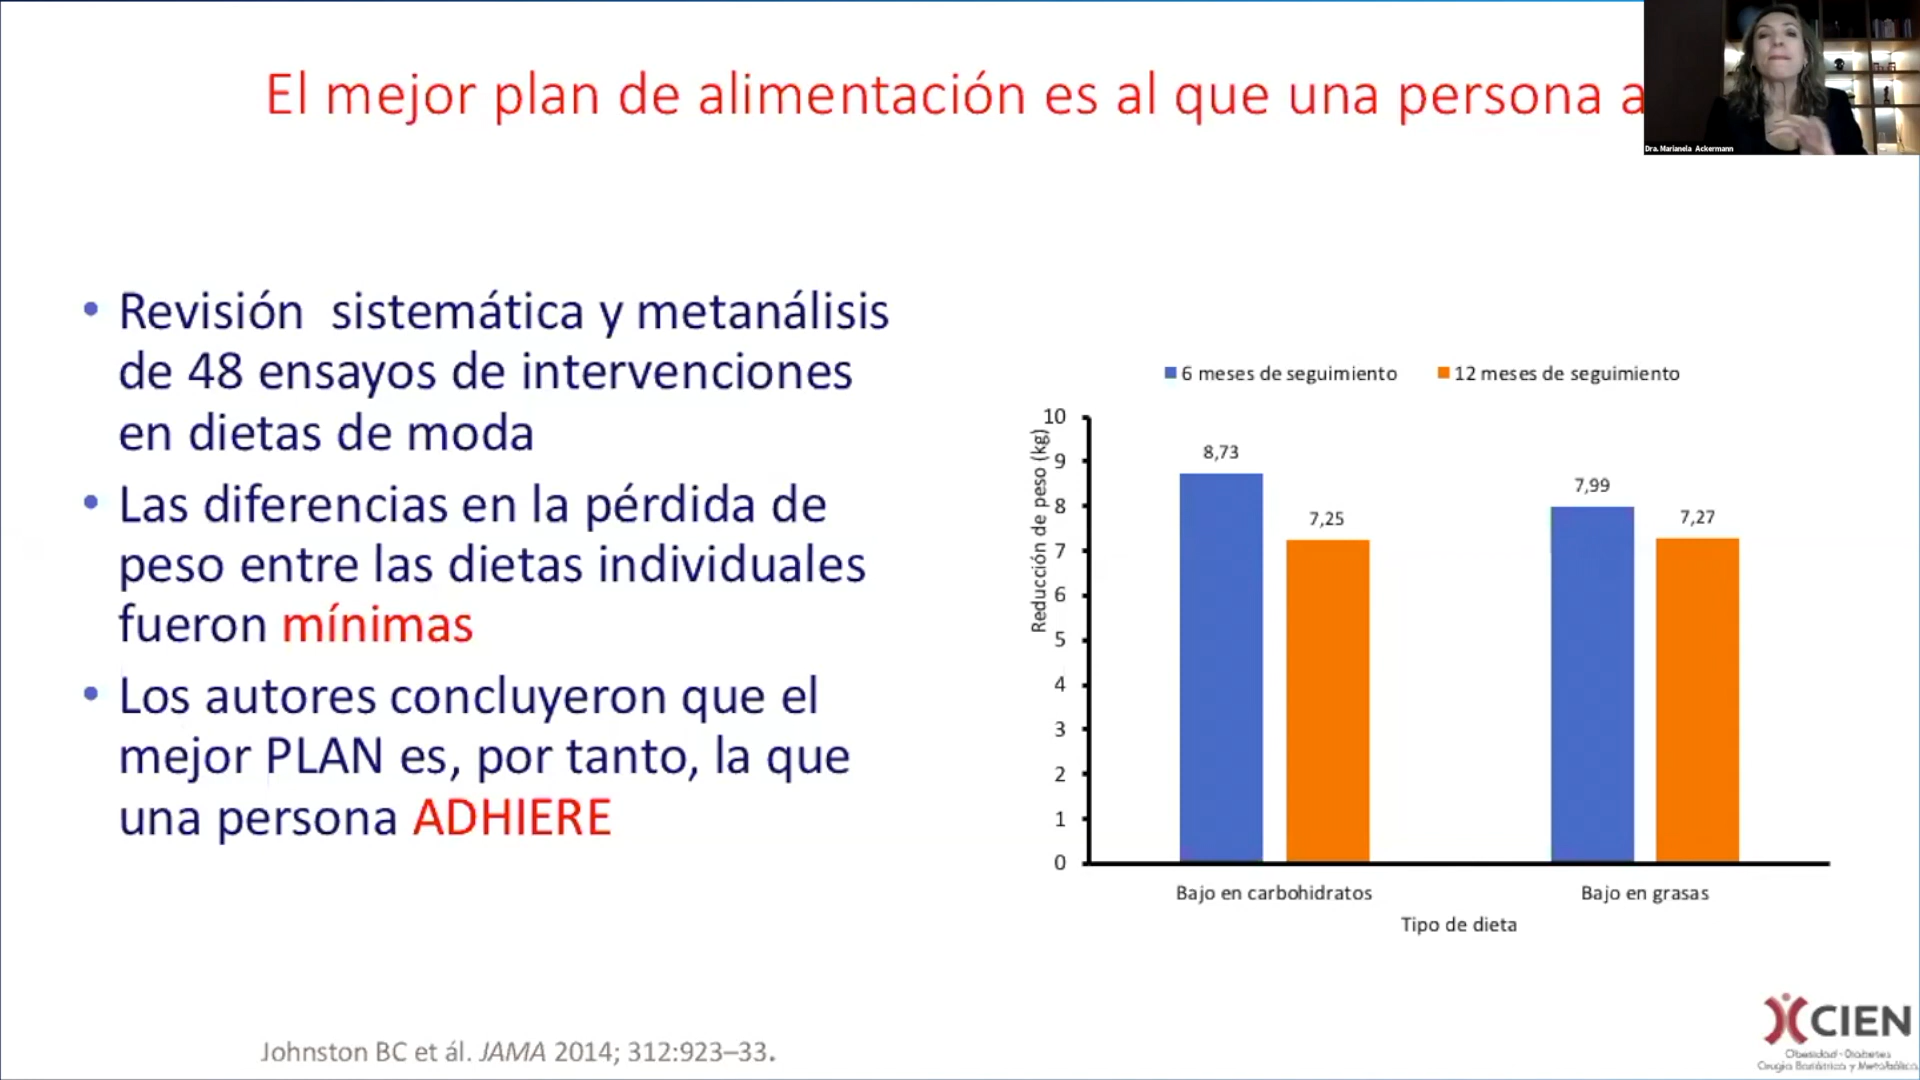 El mejor plan de alimentación es al que una persona a
Dra. Marianela Ackermann
• Revisión sistemática y metanálisis
de 48 ensayos de intervenciones
en dietas de moda
• Las diferencias en la pérdida de
peso entre las dietas individuales
fueron mínimas
• Los autores concluyeron que el
mejor PLAN es, por tanto, la que
una persona ADHIERE
6 meses de seguimiento 12 meses de seguimiento
Reducción de peso (kg)
10
9
8
7
6
5
4
3
2
1
0
8,73
7,25
7,99
7,27
Bajo en carbohidratos Bajo en grasas
Tipo de dieta
Johnston BC et ál. JAMA 2014; 312:923–33.
CIEN
Obesidad - Diabetes
Cirugía Bariátrica y Metabólica